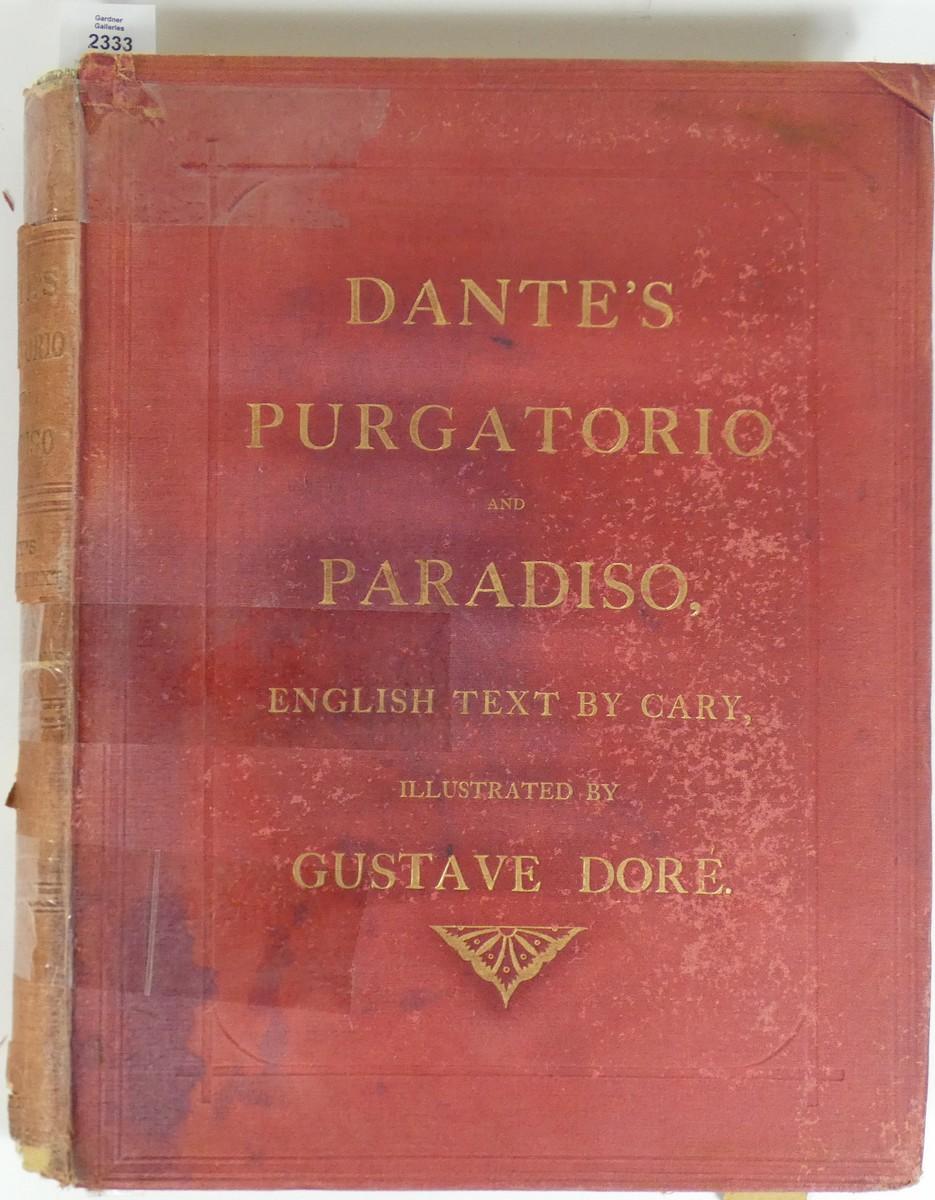 Gardner
Galleries
2333
DANTE'S
PURGATORIO
AND
PARADISO,
ENGLISH TEXT BY CARY,
ILLUSTRATED BY
GUSTAVE DORÉ.